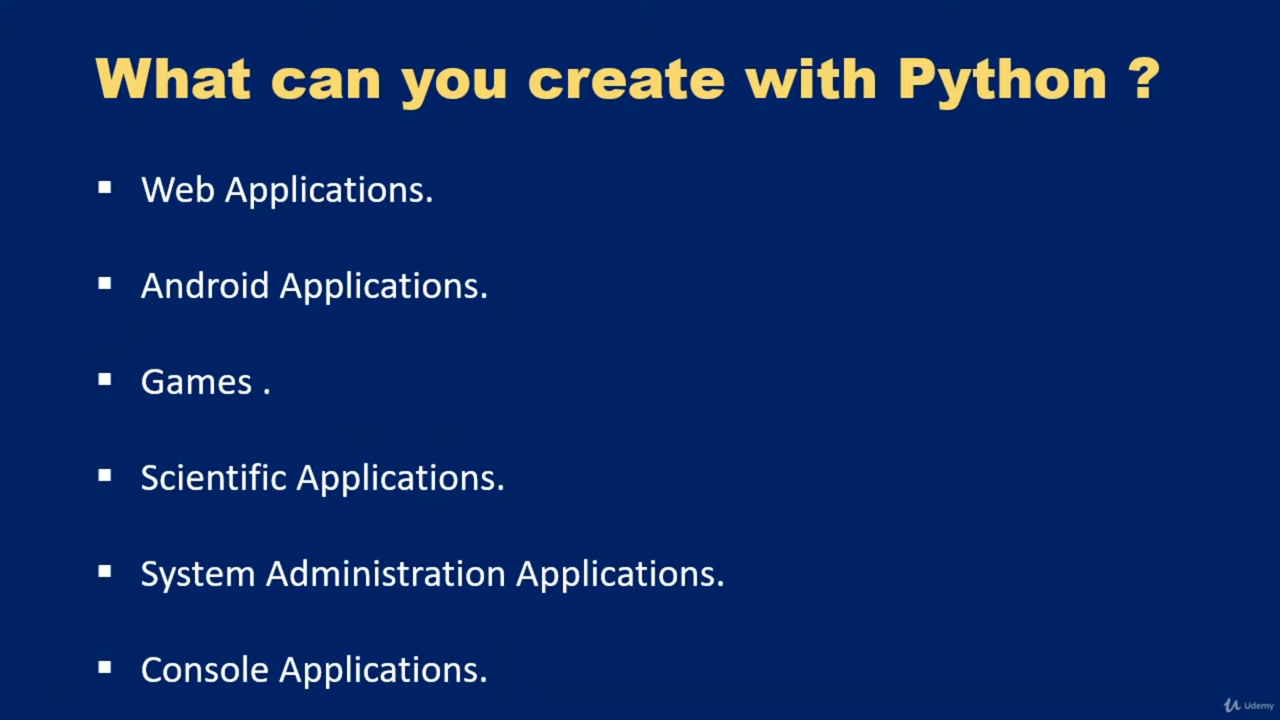 What can you create with Python ?
▪ Web Applications.
▪ Android Applications.
▪ Games .
▪ Scientific Applications.
▪ System Administration Applications.
▪ Console Applications.
Udemy